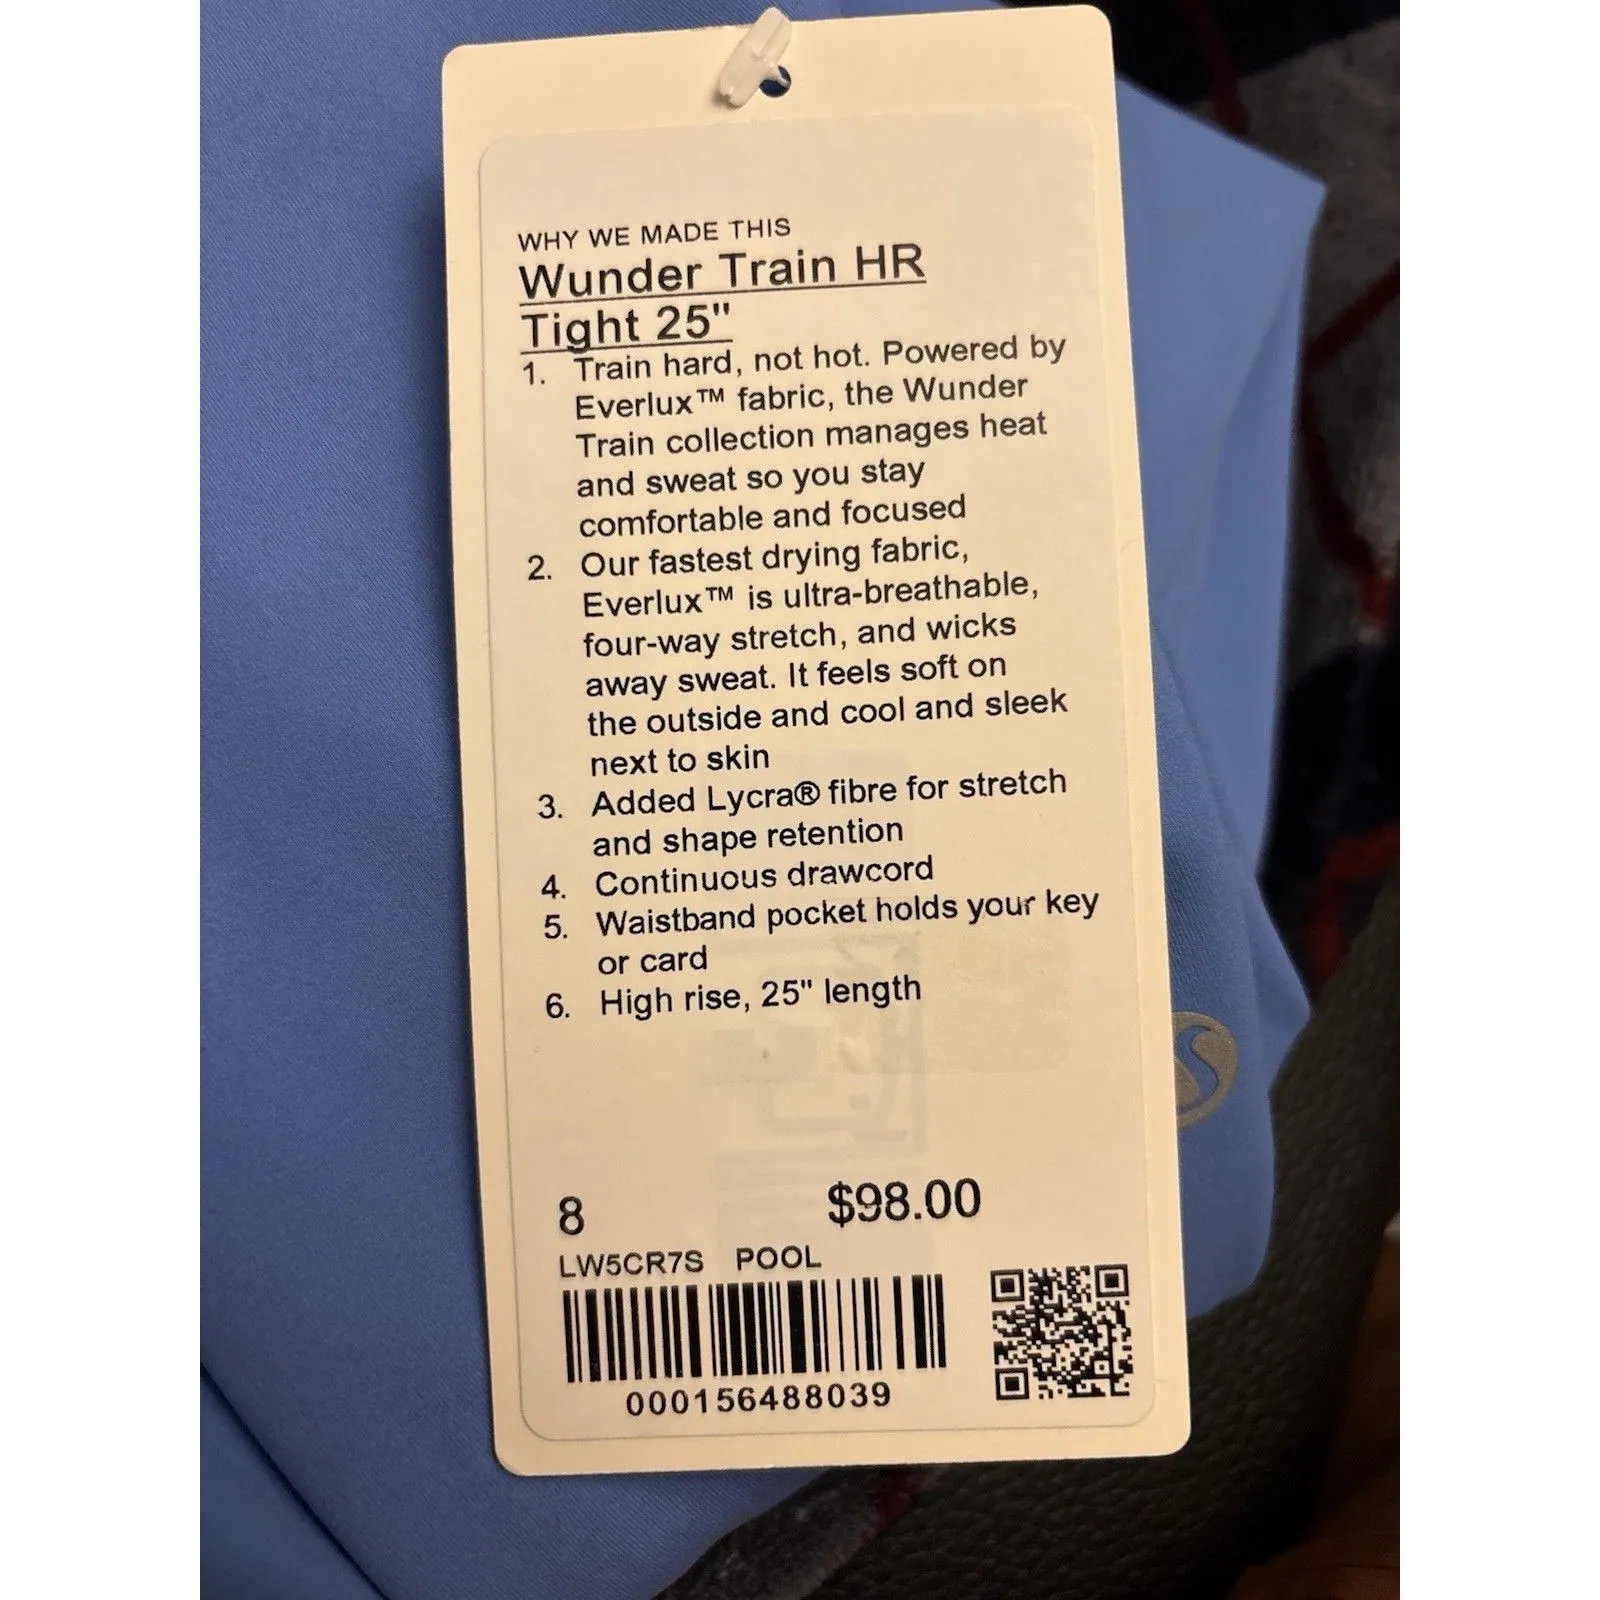 WHY WE MADE THIS
Wunder Train HR
Tight 25"
1. Train hard, not hot. Powered by
Everlux™ fabric, the Wunder
Train collection manages heat
and sweat so you stay
comfortable and focused
2. Our fastest drying fabric,
Everlux™ is ultra-breathable,
four-way stretch, and wicks
away sweat. It feels soft on
the outside and cool and sleek
next to skin
3. Added Lycra® fibre for stretch
and shape retention
4. Continuous drawcord
5. Waistband pocket holds your key
or card
6. High rise, 25" length
8 $98.00
LW5CR7S POOL
000156488039